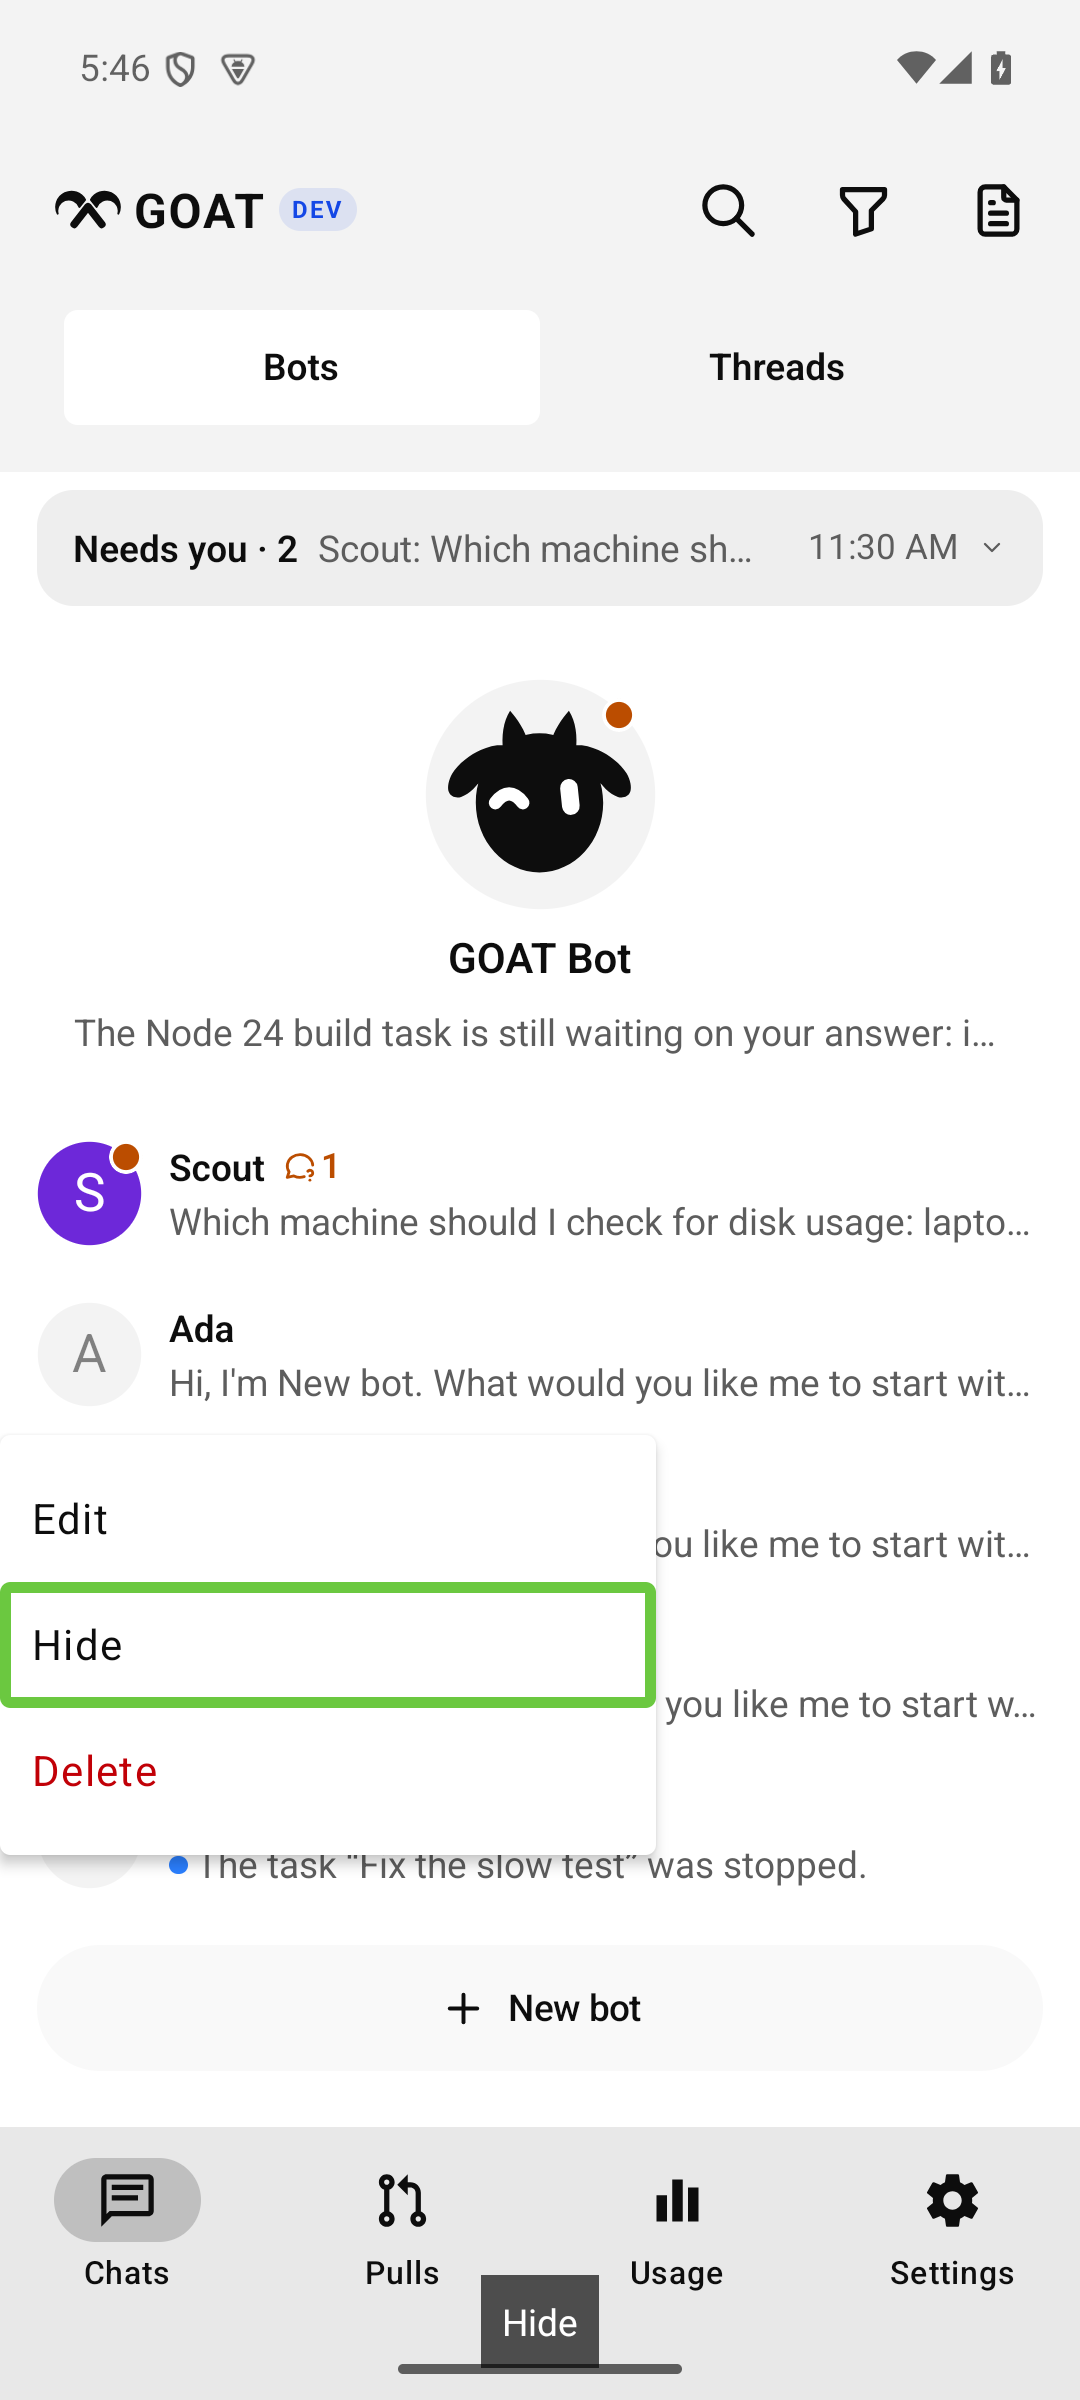 5:46
GOAT DEV
Bots
Threads
Needs you · 2 Scout: Which machine sh… 11:30 AM
GOAT Bot
The Node 24 build task is still waiting on your answer: i…
S
Scout 1
Which machine should I check for disk usage: lapto…
A
Ada
Hi, I'm New bot. What would you like me to start wit…
Edit
ou like me to start wit…
Hide
you like me to start w…
Delete
The task “Fix the slow test” was stopped.
+ New bot
Chats
Pulls
Usage
Settings
Hide